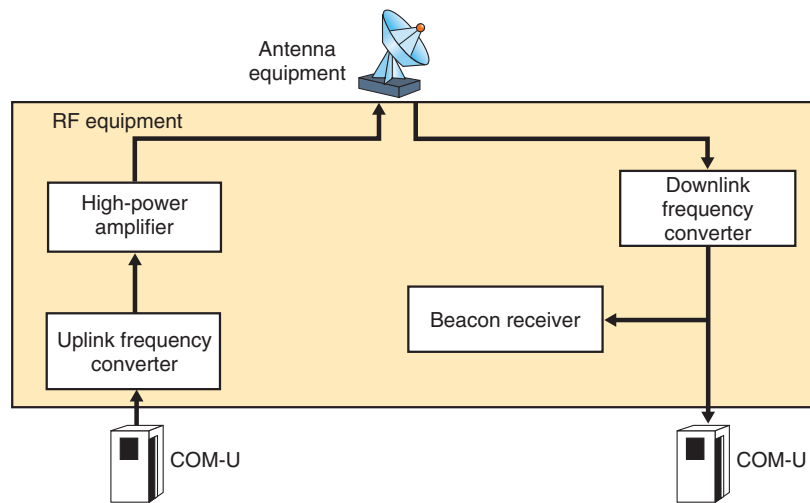 Antenna
equipment
RF equipment
High-power
amplifier
Downlink
frequency
converter
Beacon receiver
Uplink frequency
converter
COM-U
COM-U